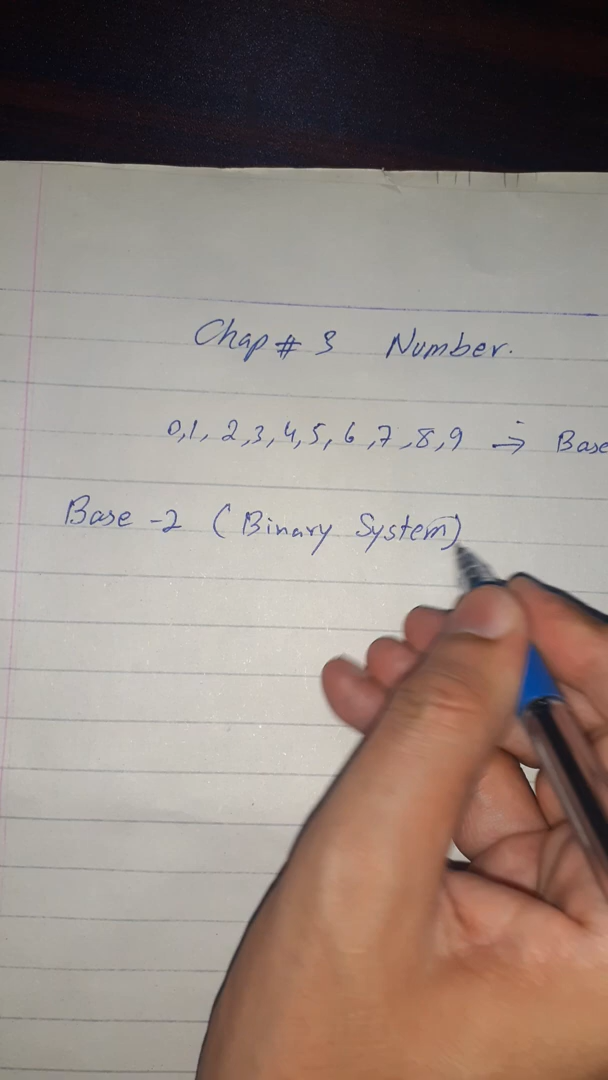 Chap # 3 Number.
0,1, 2,3,4,5, 6,7,8,9 → Base
Base -2 (Binary System)